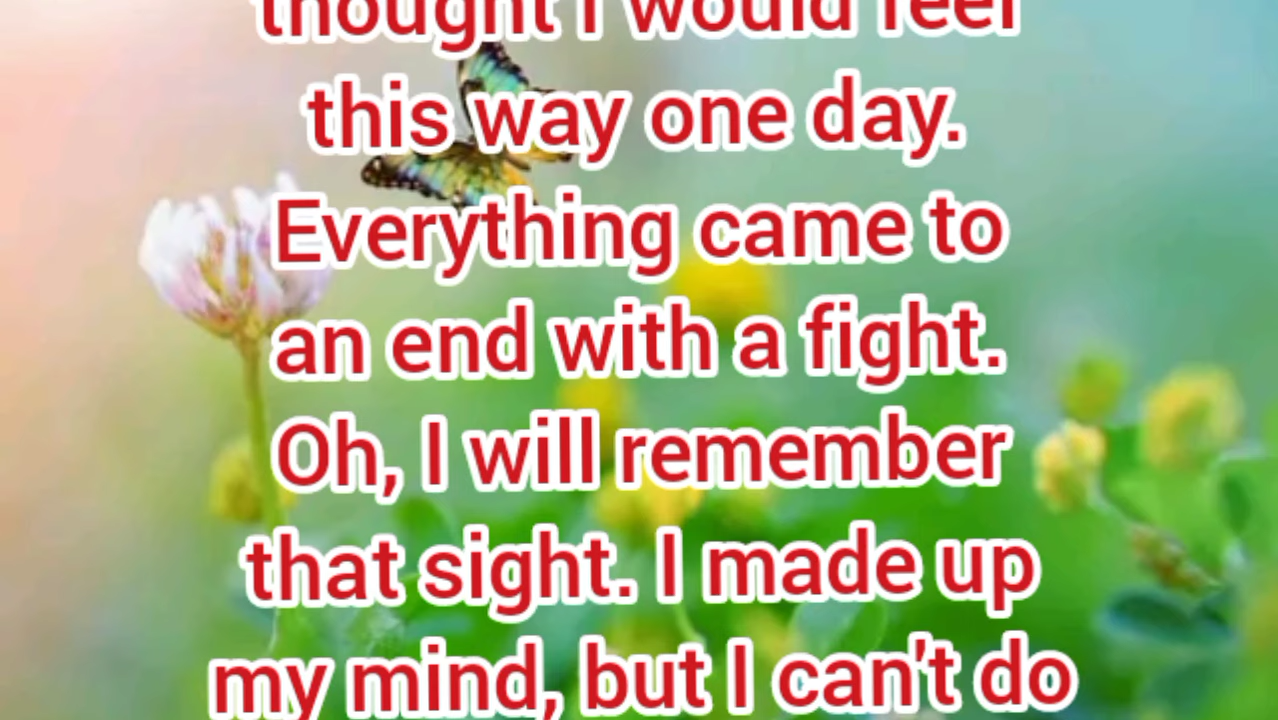 thought I would feel
this way one day.
Everything came to
an end with a fight.
Oh, I will remember
that sight. I made up
my mind, but I can't do